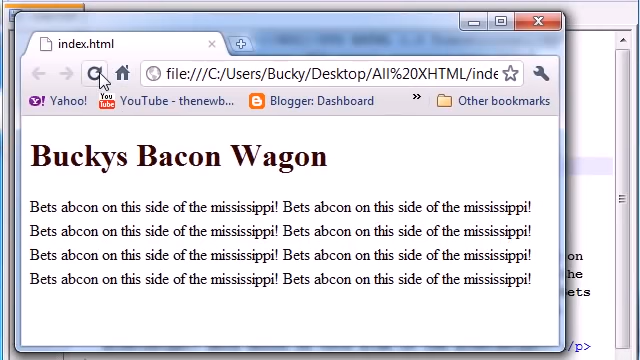 index.html
file:///C:/Users/Bucky/Desktop/All%20XHTML/inde
Yahoo!
You Tube
YouTube - thenewb...
Blogger: Dashboard
»
Other bookmarks
Buckys Bacon Wagon
Bets abcon on this side of the mississippi! Bets abcon on this side of the mississippi!
Bets abcon on this side of the mississippi! Bets abcon on this side of the mississippi!
Bets abcon on this side of the mississippi! Bets abcon on this side of the mississippi!
Bets abcon on this side of the mississippi! Bets abcon on this side of the mississippi!
on
the
ets
/p>